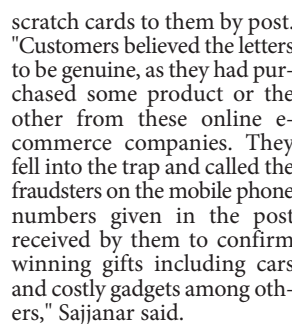 scratch cards to them by post.
"Customers believed the letters
to be genuine, as they had pur-
chased some product or the
other from these online e-
commerce companies. They
fell into the trap and called the
fraudsters on the mobile phone
numbers given in the post
received by them to confirm
winning gifts including cars
and costly gadgets among oth-
ers," Sajjanar said.